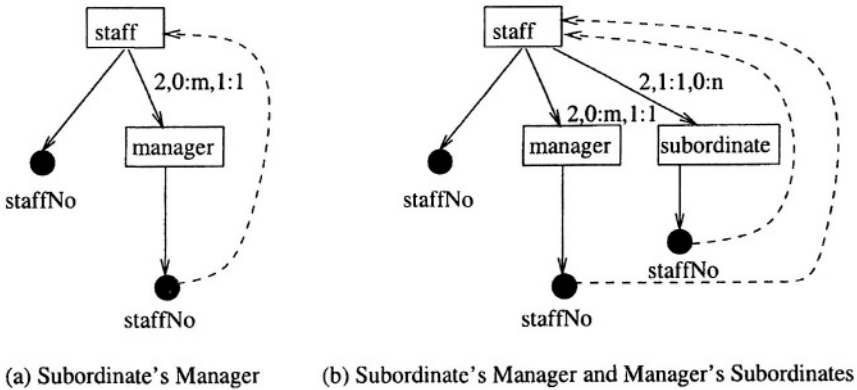 staff
2,0:m,1:1
manager
staffNo
staffNo
(a) Subordinate's Manager
staff
2,1:1,0:n
2,0:m,1:1
manager
subordinate
staffNo
staffNo
staffNo
(b) Subordinate's Manager and Manager's Subordinates